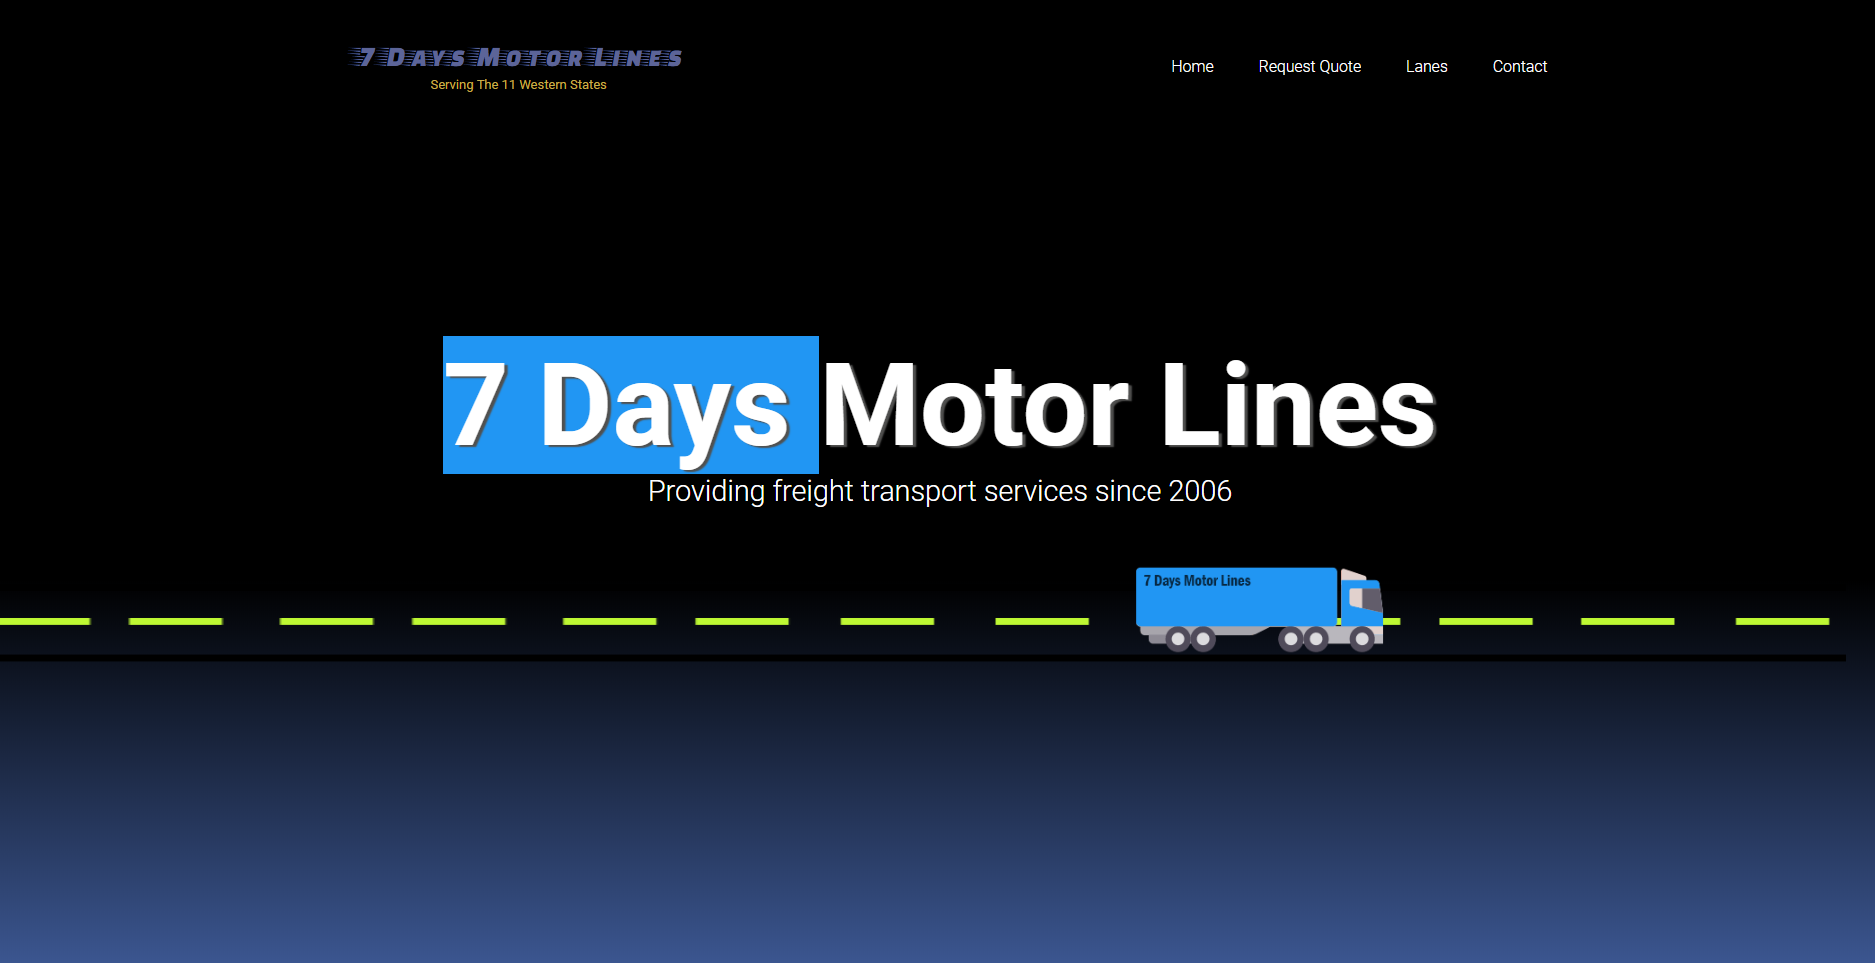 7 Days Motor Lines
Serving The 11 Western States
Home
Request Quote
Lanes
Contact
7 Days Motor Lines
Providing freight transport services since 2006
7 Days Motor Lines